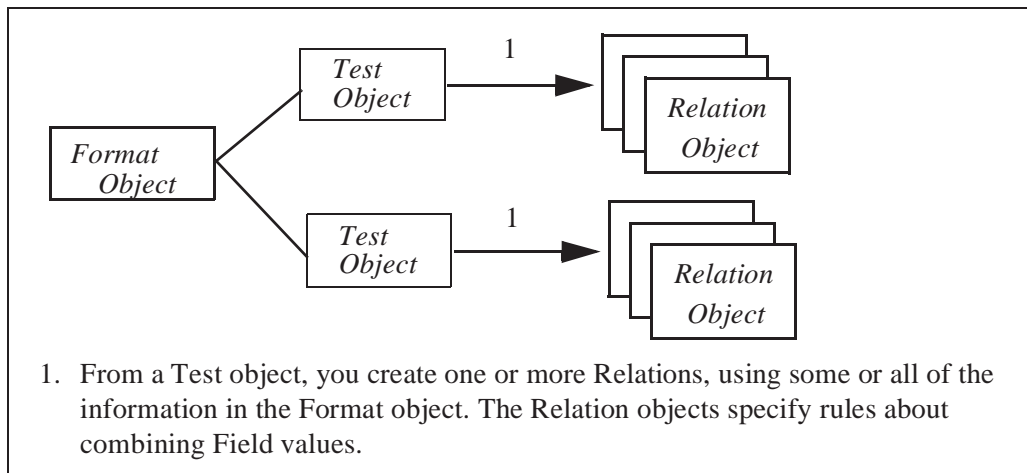 1
Test
Object
Relation
Object
Format
Object
1
Test
Object
Relation
Object
1. From a Test object, you create one or more Relations, using some or all of the
information in the Format object. The Relation objects specify rules about
combining Field values.